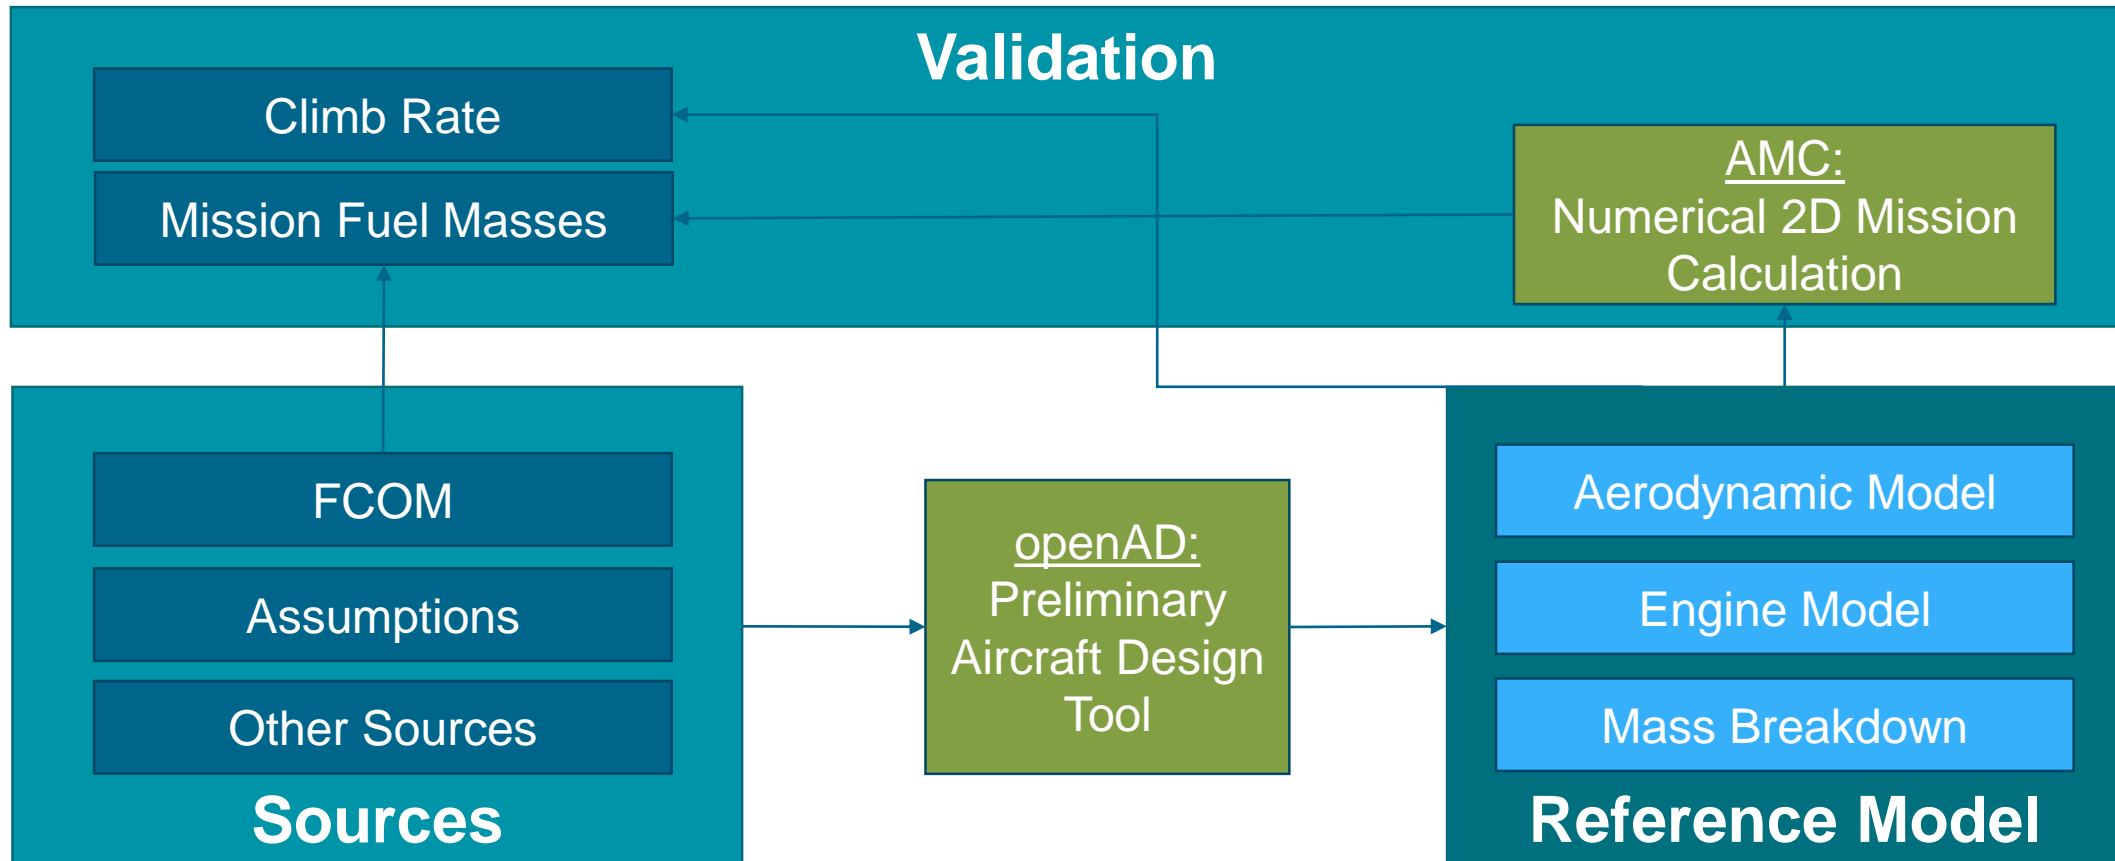 Validation
Climb Rate
Mission Fuel Masses
AMC:
Numerical 2D Mission
Calculation
FCOM
Assumptions
Other Sources
Sources
openAD:
Preliminary
Aircraft Design
Tool
Aerodynamic Model
Engine Model
Mass Breakdown
Reference Model